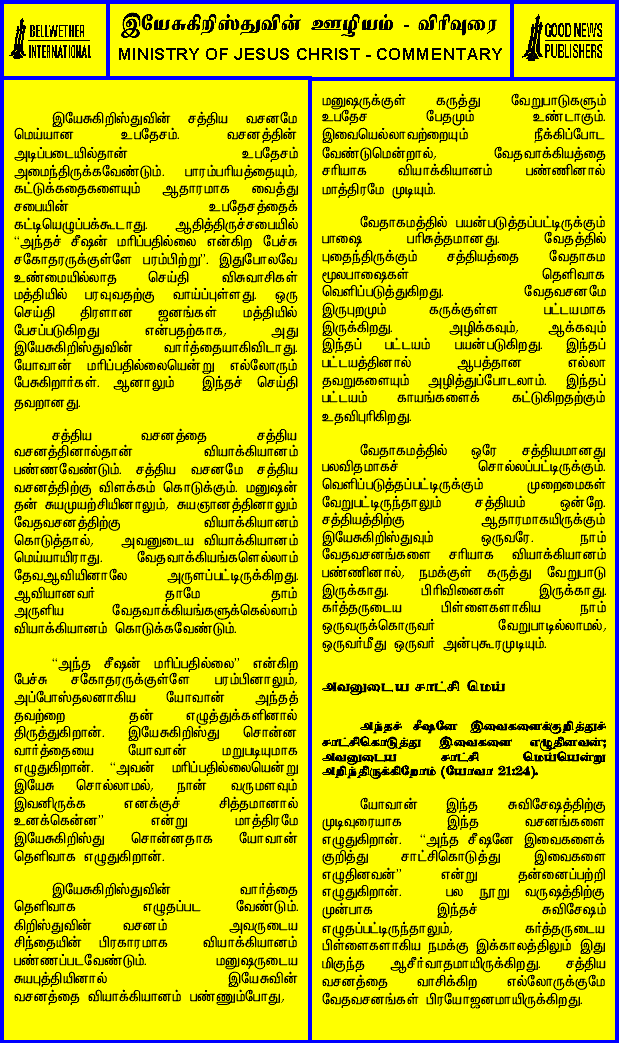 BELLWETHER
INTERNATIONAL
இயேசுகிறிஸ்துவின் ஊழியம் - விரிவுரை
MINISTRY OF JESUS CHRIST - COMMENTARY
GOOD NEWS
PUBLISHERS
இயேசுகிறிஸ்துவின் சத்திய வசனமே
மெய்யான உபதேசம். வசனத்தின்
அடிப்படையில்தான் உபதேசம்
அமைந்திருக்கவேண்டும். பாரம்பரியத்தையும்,
கட்டுக்கதைகளையும் ஆதாரமாக வைத்து
சபையின் உபதேசத்தைக்
கட்டியெழுப்பக்கூடாது. ஆதித்திருச்சபையில்
“அந்தச் சீஷன் மரிப்பதில்லை என்கிற பேச்சு
சகோதரருக்குள்ளே பரம்பிற்று”. இதுபோலவே
உண்மையில்லாத செய்தி விசுவாசிகள்
மத்தியில் பரவுவதற்கு வாய்ப்புள்ளது. ஒரு
செய்தி திரளான ஜனங்கள் மத்தியில்
பேசப்படுகிறது என்பதற்காக, அது
இயேசுகிறிஸ்துவின் வார்த்தையாகிவிடாது.
யோவான் மரிப்பதில்லையென்று எல்லோரும்
பேசுகிறார்கள். ஆனாலும் இந்தச் செய்தி
தவறானது.
சத்திய வசனத்தை சத்திய
வசனத்தினால்தான் வியாக்கியானம்
பண்ணவேண்டும். சத்திய வசனமே சத்திய
வசனத்திற்கு விளக்கம் கொடுக்கும். மனுஷன்
தன் சுயமுயற்சியினாலும், சுயஞானத்தினாலும்
வேதவசனத்திற்கு வியாக்கியானம்
கொடுத்தால், அவனுடைய வியாக்கியானம்
மெய்யாயிராது. வேதவாக்கியங்களெல்லாம்
தேவஆவியினாலே அருளப்பட்டிருக்கிறது.
ஆவியானவர் தாமே தாம்
அருளிய வேதவாக்கியங்களுக்கெல்லாம்
வியாக்கியானம் கொடுக்கவேண்டும்.
“அந்த சீஷன் மரிப்பதில்லை” என்கிற
பேச்சு சகோதரருக்குள்ளே பரம்பினாலும்,
அப்போஸ்தலனாகிய யோவான் அந்தத்
தவற்றை தன் எழுத்துக்களினால்
திருத்துகிறான். இயேசுகிறிஸ்து சொன்ன
வார்த்தையை யோவான் மறுபடியுமாக
எழுதுகிறான். “அவன் மரிப்பதில்லையென்று
இயேசு சொல்லாமல், நான் வருமளவும்
இவனிருக்க எனக்குச் சித்தமானால்
உனக்கென்ன” என்று மாத்திரமே
இயேசுகிறிஸ்து சொன்னதாக யோவான்
தெளிவாக எழுதுகிறான்.
இயேசுகிறிஸ்துவின் வார்த்தை
தெளிவாக எழுதப்பட வேண்டும்.
கிறிஸ்துவின் வசனம் அவருடைய
சிந்தையின் பிரகாரமாக வியாக்கியானம்
பண்ணப்படவேண்டும். மனுஷருடைய
சுயபுத்தியினால் இயேசுவின்
வசனத்தை வியாக்கியானம் பண்ணும்போது,
மனுஷருக்குள் கருத்து வேறுபாடுகளும்
உபதேச பேதமும் உண்டாகும்.
இவையெல்லாவற்றையும் நீக்கிப்போட
வேண்டுமென்றால், வேதவாக்கியத்தை
சரியாக வியாக்கியானம் பண்ணினால்
மாத்திரமே முடியும்.
வேதாகமத்தில் பயன்படுத்தப்பட்டிருக்கும்
பாஷை பரிசுத்தமானது. வேதத்தில்
புதைந்திருக்கும் சத்தியத்தை வேதாகம
மூலபாஷைகள் தெளிவாக
வெளிப்படுத்துகிறது. வேதவசனமே
இருபுறமும் கருக்குள்ள பட்டயமாக
இருக்கிறது. அழிக்கவும், ஆக்கவும்
இந்தப் பட்டயம் பயன்படுகிறது. இந்தப்
பட்டயத்தினால் ஆபத்தான எல்லா
தவறுகளையும் அழித்துப்போடலாம். இந்தப்
பட்டயம் காயங்களைக் கட்டுகிறதற்கும்
உதவிபுரிகிறது.
வேதாகமத்தில் ஒரே சத்தியமானது
பலவிதமாகச் சொல்லப்பட்டிருக்கும்.
வெளிப்படுத்தப்பட்டிருக்கும் முறைமைகள்
வேறுபட்டிருந்தாலும் சத்தியம் ஒன்றே.
சத்தியத்திற்கு ஆதாரமாகயிருக்கும்
இயேசுகிறிஸ்துவும் ஒருவரே. நாம்
வேதவசனங்களை சரியாக வியாக்கியானம்
பண்ணினால், நமக்குள் கருத்து வேறுபாடு
இருக்காது. பிரிவினைகள் இருக்காது.
கர்த்தருடைய பிள்ளைகளாகிய நாம்
ஒருவருக்கொருவர் வேறுபாடில்லாமல்,
ஒருவர்மீது ஒருவர் அன்புகூரமுடியும்.
அவனுடைய சாட்சி மெய்
அந்தச் சீஷனே இவைகளைக்குறித்துச்
சாட்சிகொடுத்து இவைகளை எழுதினவன்;
அவனுடைய சாட்சி மெய்யென்று
அறிந்திருக்கிறோம் (யோவா 21:24).
யோவான் இந்த சுவிசேஷத்திற்கு
முடிவுரையாக இந்த வசனங்களை
எழுதுகிறான். “அந்த சீஷனே இவைகளைக்
குறித்து சாட்சிகொடுத்து இவைகளை
எழுதினவன்” என்று தன்னைப்பற்றி
எழுதுகிறான். பல நூறு வருஷத்திற்கு
முன்பாக இந்தச் சுவிசேஷம்
எழுதப்பட்டிருந்தாலும், கர்த்தருடைய
பிள்ளைகளாகிய நமக்கு இக்காலத்திலும் இது
மிகுந்த ஆசீர்வாதமாயிருக்கிறது. சத்திய
வசனத்தை வாசிக்கிற எல்லோருக்குமே
வேதவசனங்கள் பிரயோஜனமாயிருக்கிறது.